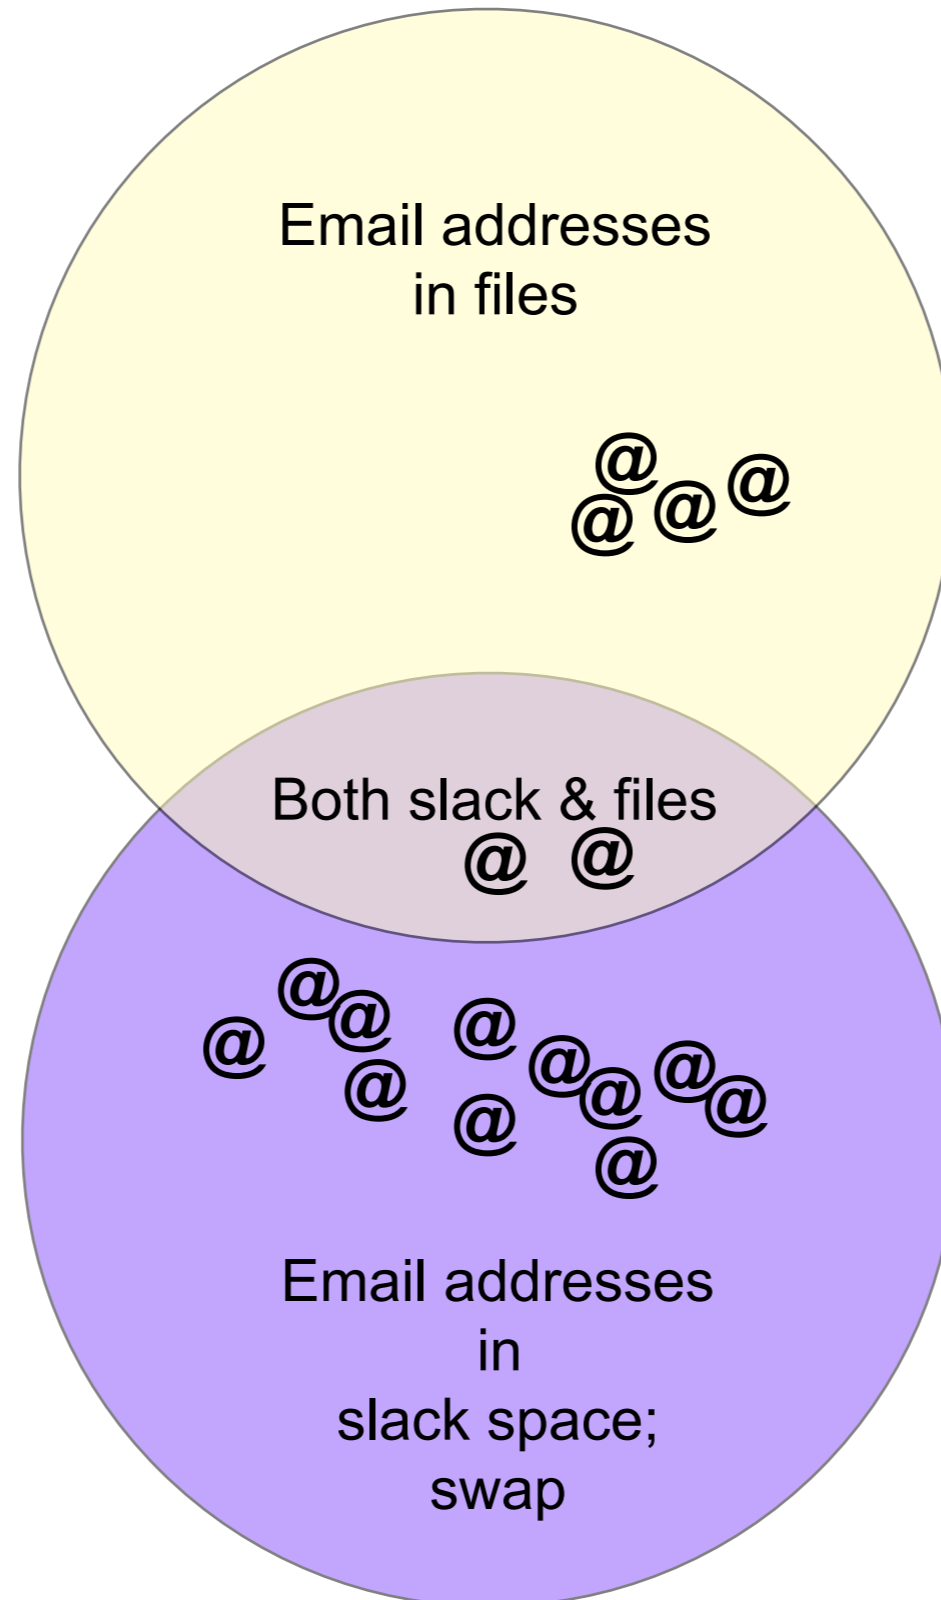 Email addresses
in files
@
@ @ @
Both slack & files
@ @
@ @ @ @
@ @ @ @ @
@ @
Email addresses
in
slack space;
swap